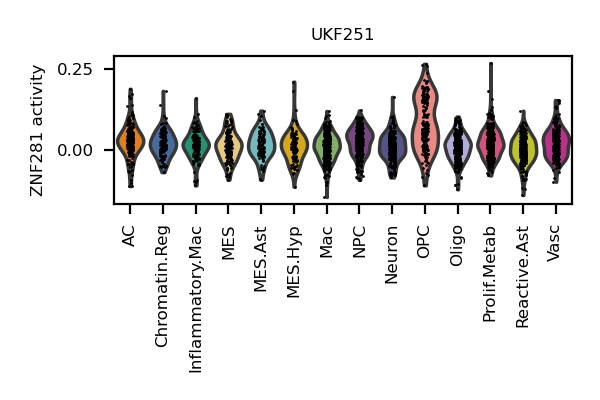 UKF251
ZNF281 activity
0.25
0.00
AC
Chromatin.Reg
Inflammatory.Mac
MES
MES.Ast
MES.Hyp
Mac
NPC
Neuron
OPC
Oligo
Prolif.Metab
Reactive.Ast
Vasc